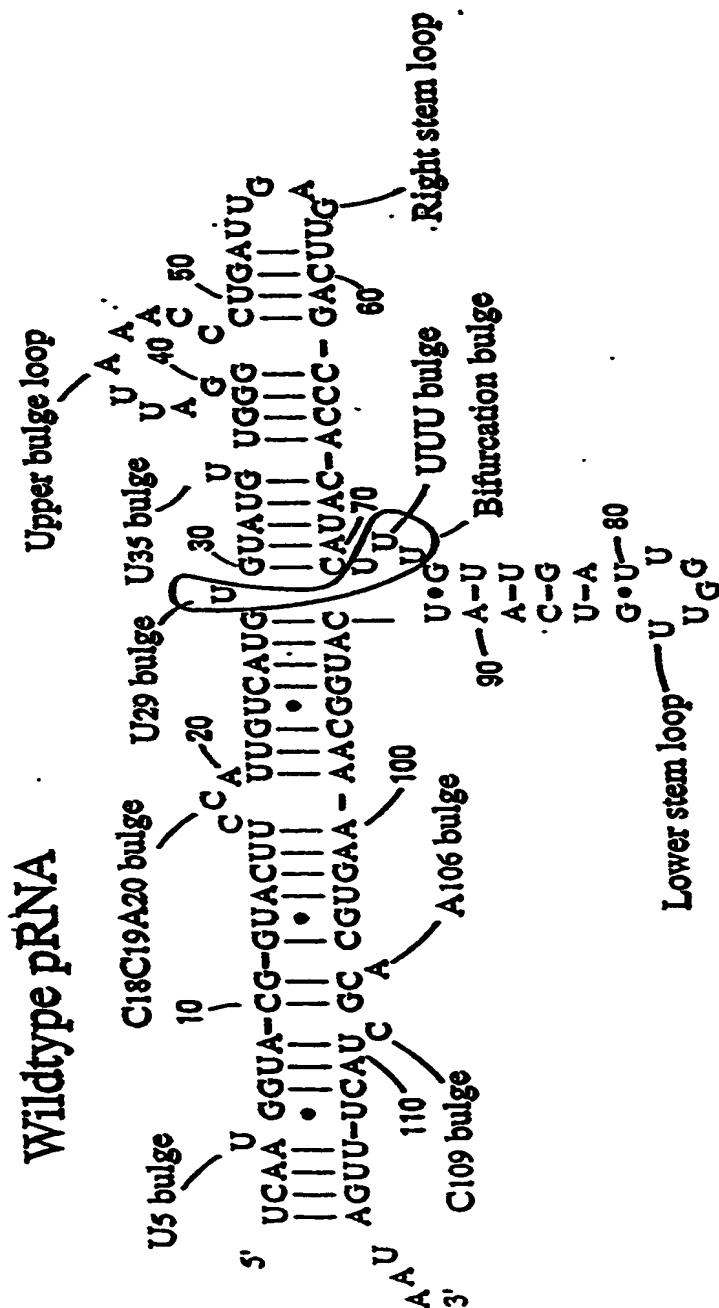 Wildtype pRNA
Upper bulge loop
U35 bulge
U29 bulge
C18C19A20 bulge
U5 bulge
10
20
30
40
50
5'
UCAA
U
GGUA-CG-GUACUU
C
C
A
UUGUCAUG
U
GUAUG
U
UGGG
G
A
U
U
A
A
A
C
C
CUGAUUG
A
AGUU-UCAU
C
GC
A
CGUGAA-AACGGUAC
U
U
U
CAUAC-ACCC-GACUUG
A
A
U
3'
60
70
80
90
100
110
Right stem loop
UUU bulge
Bifurcation bulge
U•G
A-U
A-U
C-G
U-A
G•U
U
U
U
G
G
Lower stem loop
A106 bulge
C109 bulge